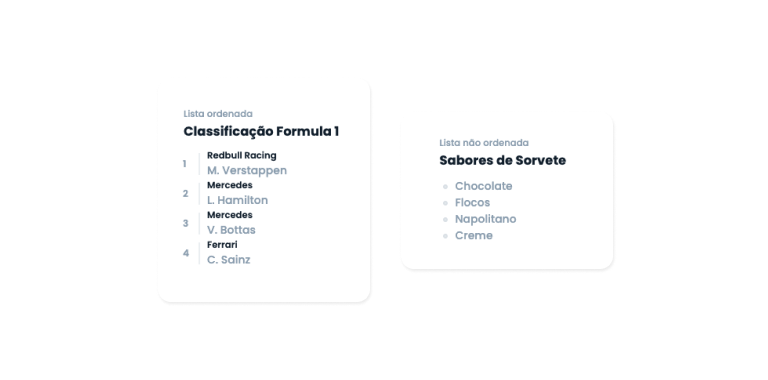 Lista ordenada
Classificação Formula 1
1
Redbull Racing
M. Verstappen
2
Mercedes
L. Hamilton
3
Mercedes
V. Bottas
4
Ferrari
C. Sainz
Lista não ordenada
Sabores de Sorvete
Chocolate
Flocos
Napolitano
Creme